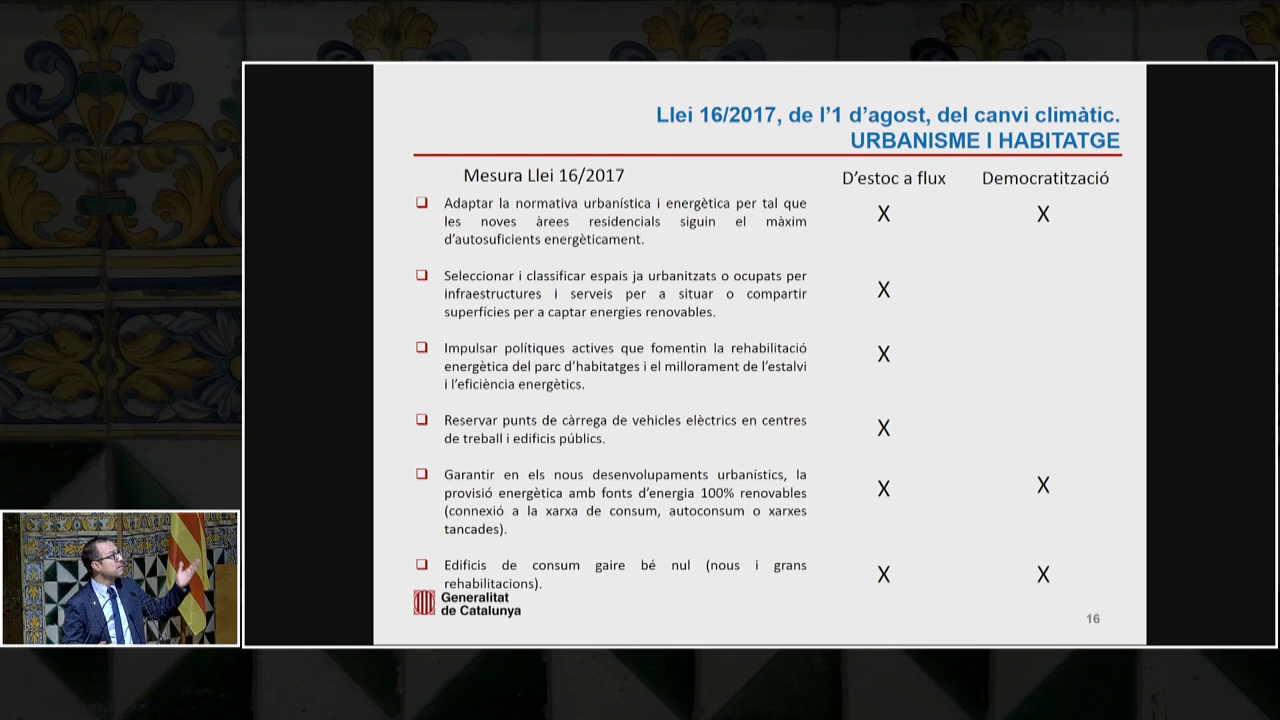 Llei 16/2017, de l'1 d'agost, del canvi climàtic.
URBANISME I HABITATGE
Mesura Llei 16/2017
D'estoc a flux
Democratització
Adaptar la normativa urbanística i energètica per tal que
les noves àrees residencials siguin el màxim
d'autosuficients energèticament.
X
X
Seleccionar i classificar espais ja urbanitzats o ocupats per
infraestructures i serveis per a situar o compartir
superfícies per a captar energies renovables.
X
Impulsar polítiques actives que fomentin la rehabilitació
energètica del parc d'habitatges i el millorament de l'estalvi
i l'eficiència energètics.
X
Reservar punts de càrrega de vehicles elèctrics en centres
de treball i edificis públics.
X
Garantir en els nous desenvolupaments urbanístics, la
provisió energètica amb fonts d'energia 100% renovables
(connexió a la xarxa de consum, autoconsum o xarxes
tancades).
X
X
Edificis de consum gaire bé nul (nous i grans
rehabilitacions).
X
X
Generalitat
de Catalunya
16